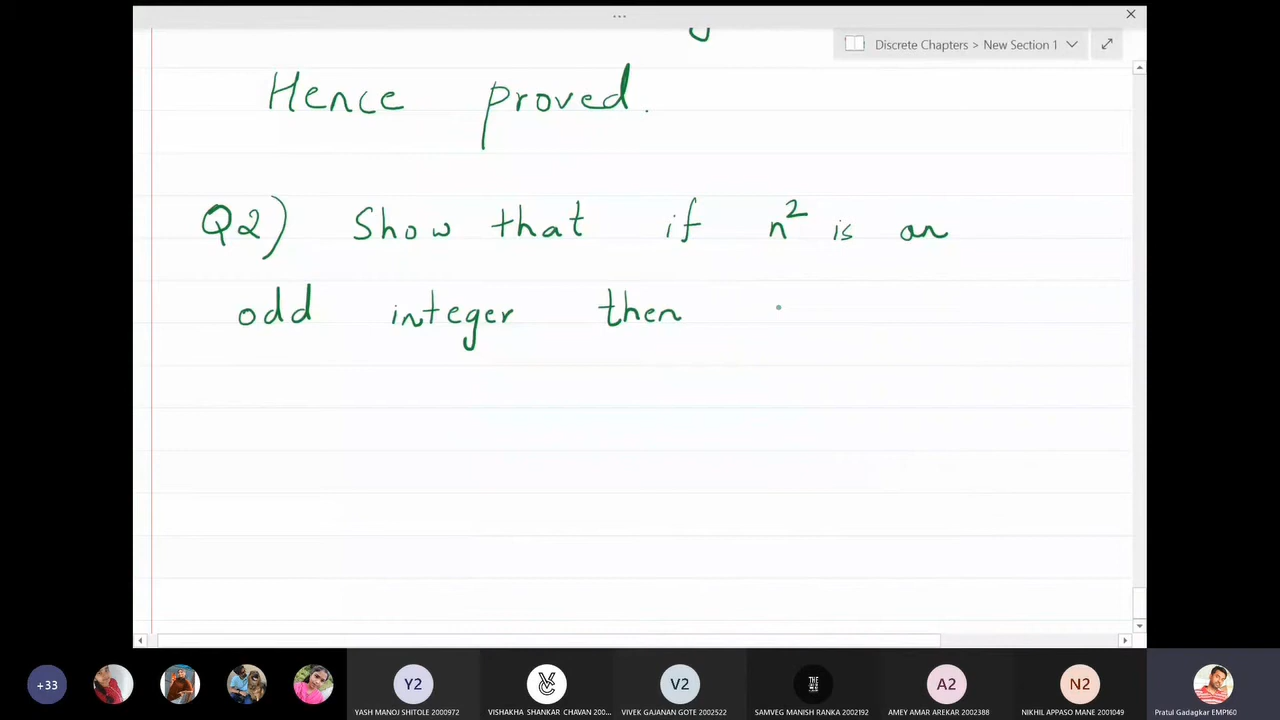 Discrete Chapters > New Section 1
Hence proved.
Q2) Show that if n² is an
odd integer then
+33
Y2
V2
A2
N2
YASH MANOJ SHITOLE 2000972
VISHAKHA SHANKAR CHAVAN 200...
VIVEK GAJANAN GOTE 2002522
SAMVEG MANISH RANKA 2002192
AMEY AMAR AREKAR 2002388
NIKHIL APPASO MANE 2001049
Pratul Gadagkar EMP160